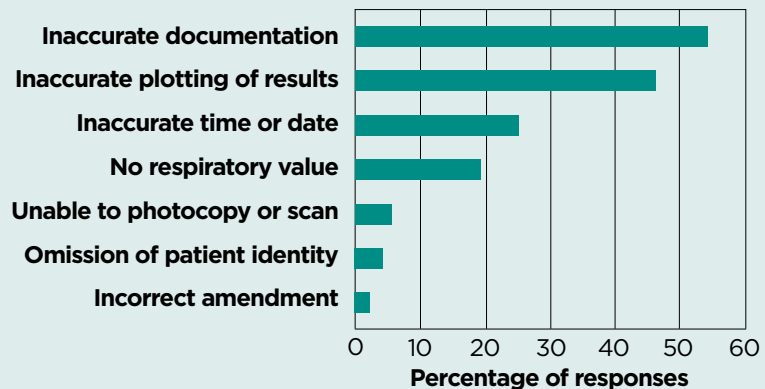 Inaccurate documentation
Inaccurate plotting of results
Inaccurate time or date
No respiratory value
Unable to photocopy or scan
Omission of patient identity
Incorrect amendment
0 10 20 30 40 50 60
Percentage of responses